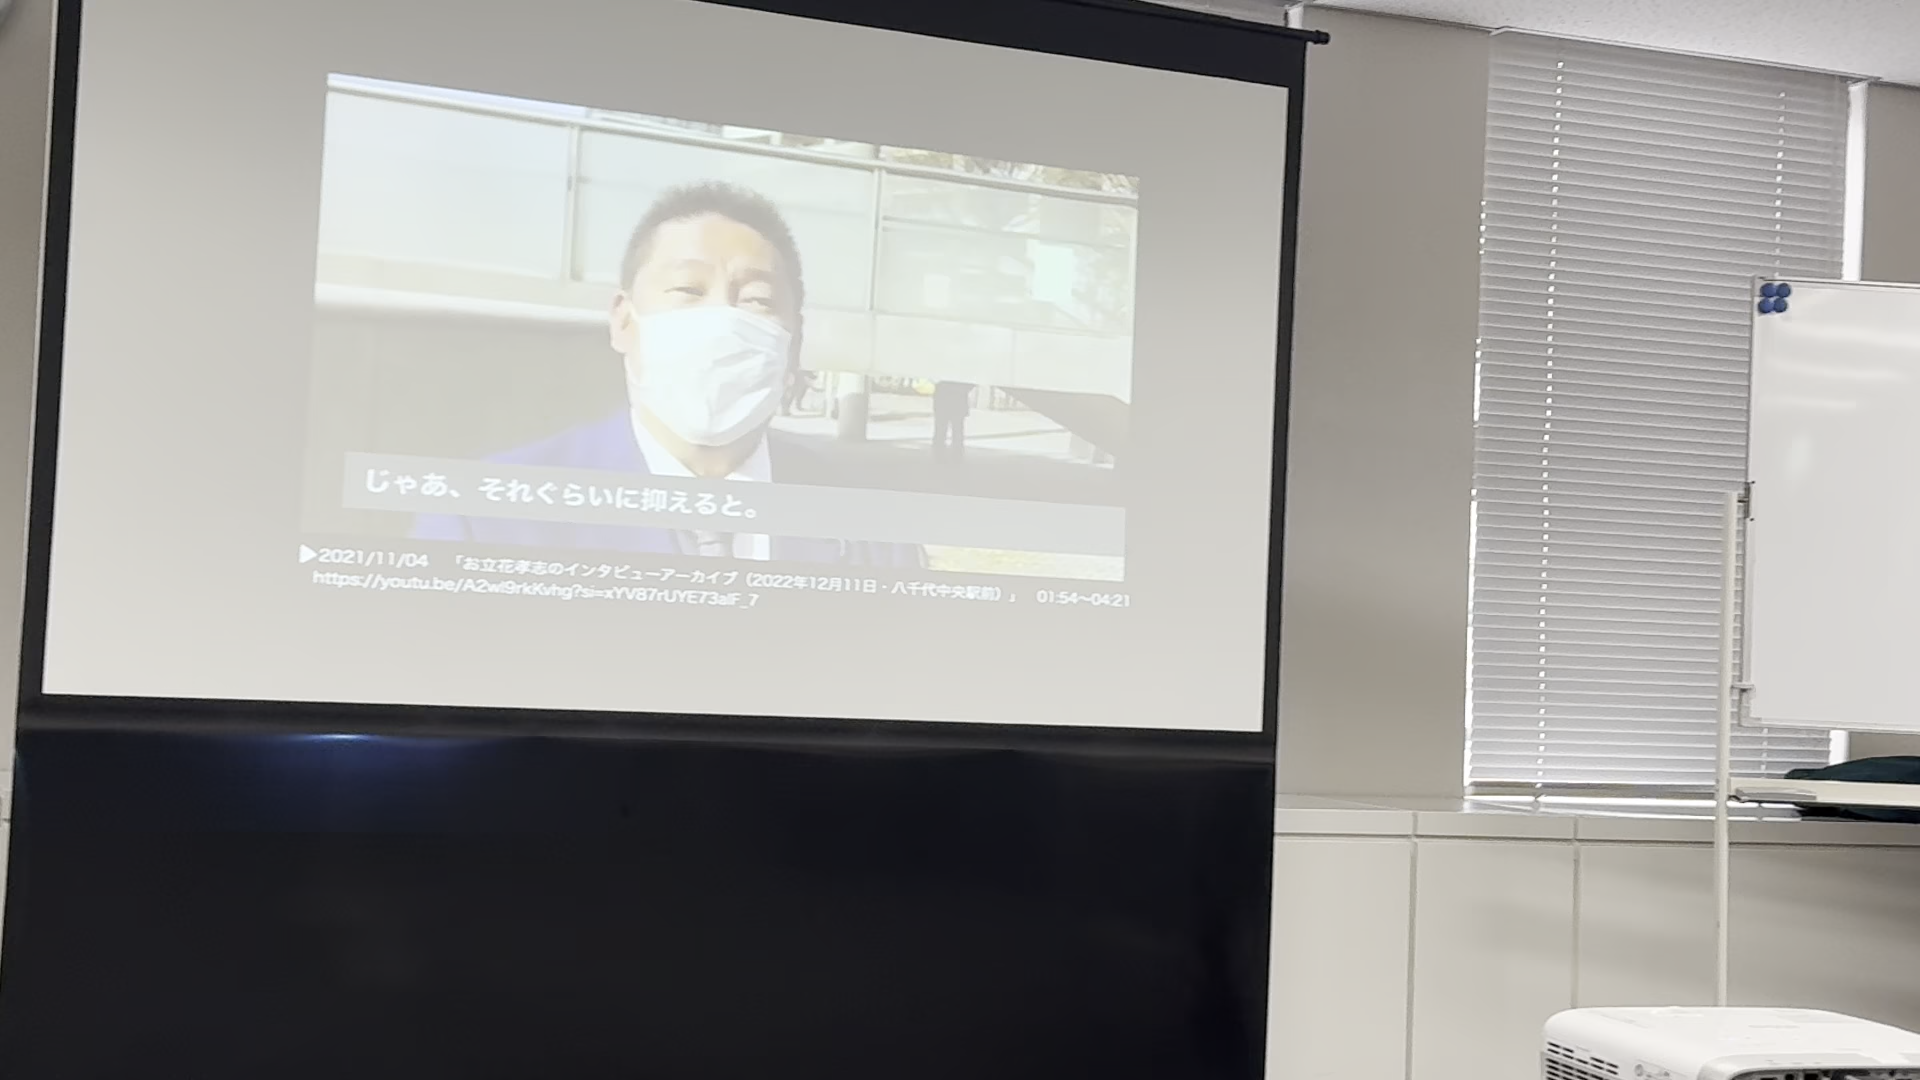 じゃあ、それぐらいに抑えると。
▶2021/11/04 「お立花孝志のインタビューアーカイブ（2022年12月11日・八千代中央駅前）」 01:54~04:21
https://youtu.be/A2wl9rkKvhg?si=xYV87rUYE73alF_7